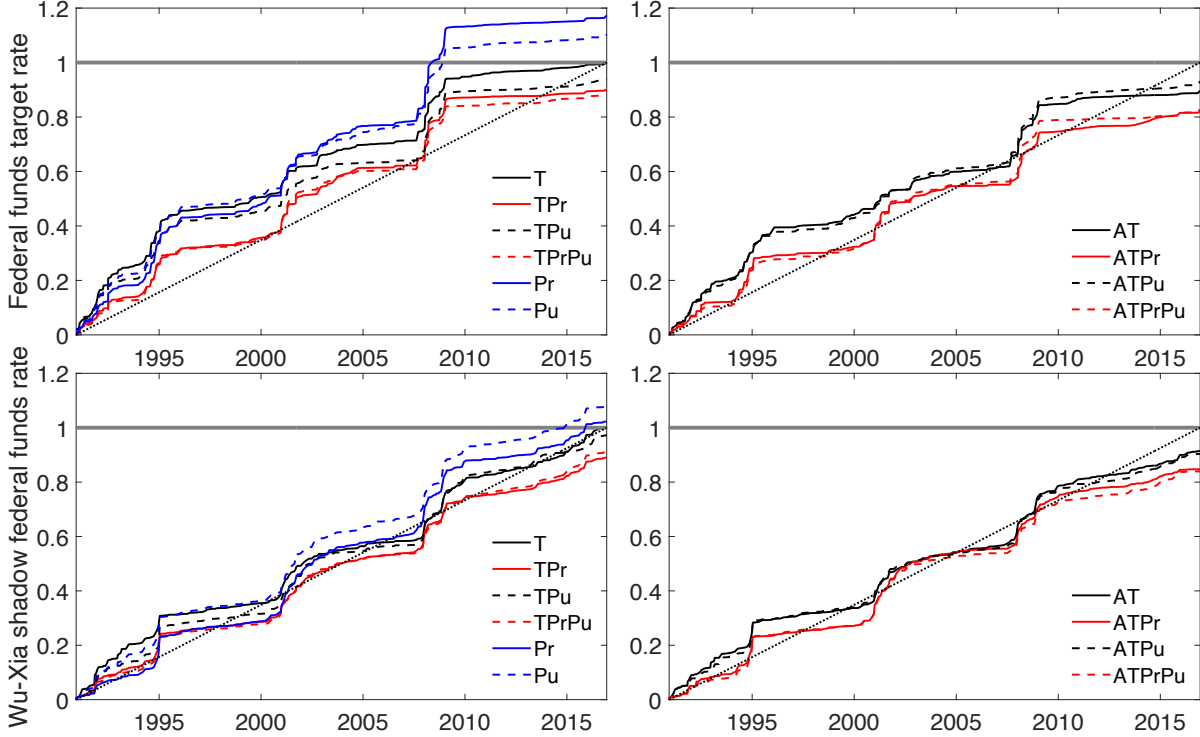 Federal funds target rate
1.2
1
0.8
0.6
0.4
0.2
0
T
TPr
TPu
TPrPu
Pr
Pu
1995 2000 2005 2010 2015
1.2
1
0.8
0.6
0.4
0.2
0
AT
ATPr
ATPu
ATPrPu
1995 2000 2005 2010 2015
Wu-Xia shadow federal funds rate
1.2
1
0.8
0.6
0.4
0.2
0
T
TPr
TPu
TPrPu
Pr
Pu
1995 2000 2005 2010 2015
1.2
1
0.8
0.6
0.4
0.2
0
AT
ATPr
ATPu
ATPrPu
1995 2000 2005 2010 2015